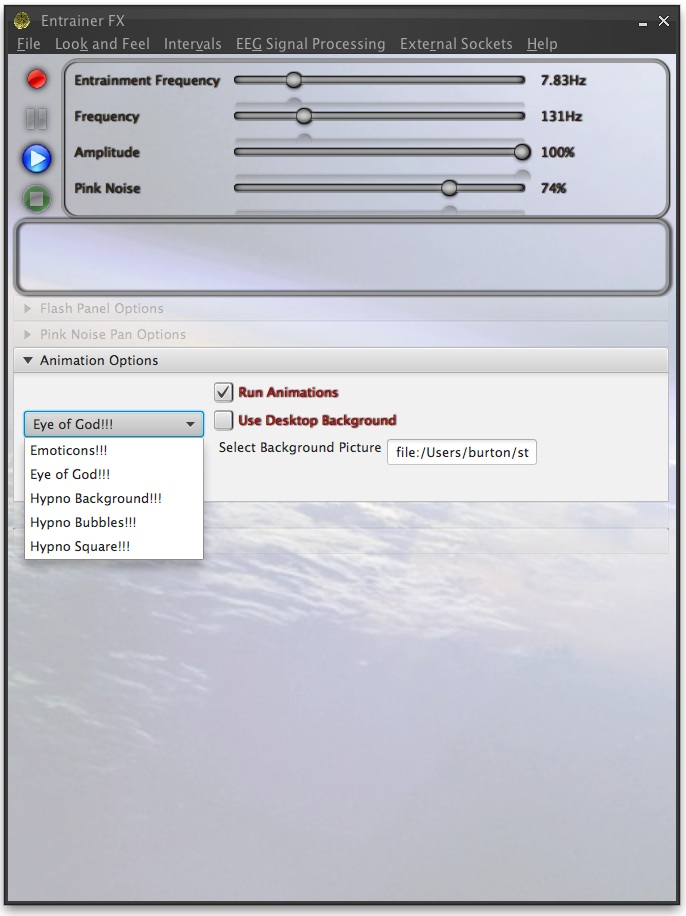 Entrainer FX
File Look and Feel Intervals EEG Signal Processing External Sockets Help
Entrainment Frequency 7.83Hz
Frequency 131Hz
Amplitude 100%
Pink Noise 74%
Flash Panel Options
Pink Noise Pan Options
Animation Options
Run Animations
Eye of God!!! Use Desktop Background
Select Background Picture file:/Users/burton/st
Emoticons!!!
Eye of God!!!
Hypno Background!!!
Hypno Bubbles!!!
Hypno Square!!!